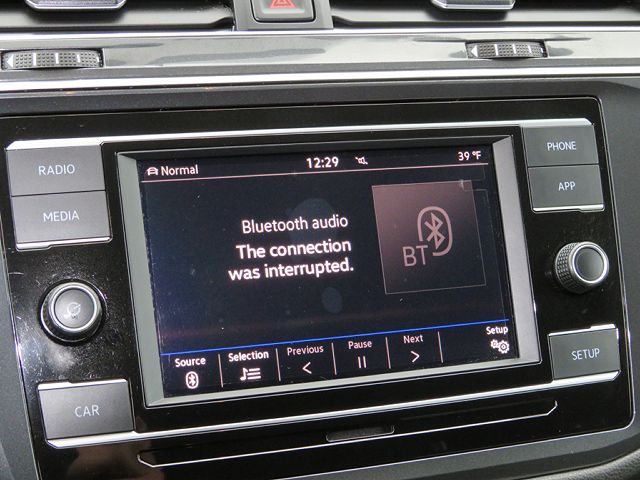 Normal 12:29 39 °F
RADIO
MEDIA
CAR
Bluetooth audio
The connection
was interrupted.
BT
Source Selection Previous Pause Next Setup
PHONE
APP
SETUP